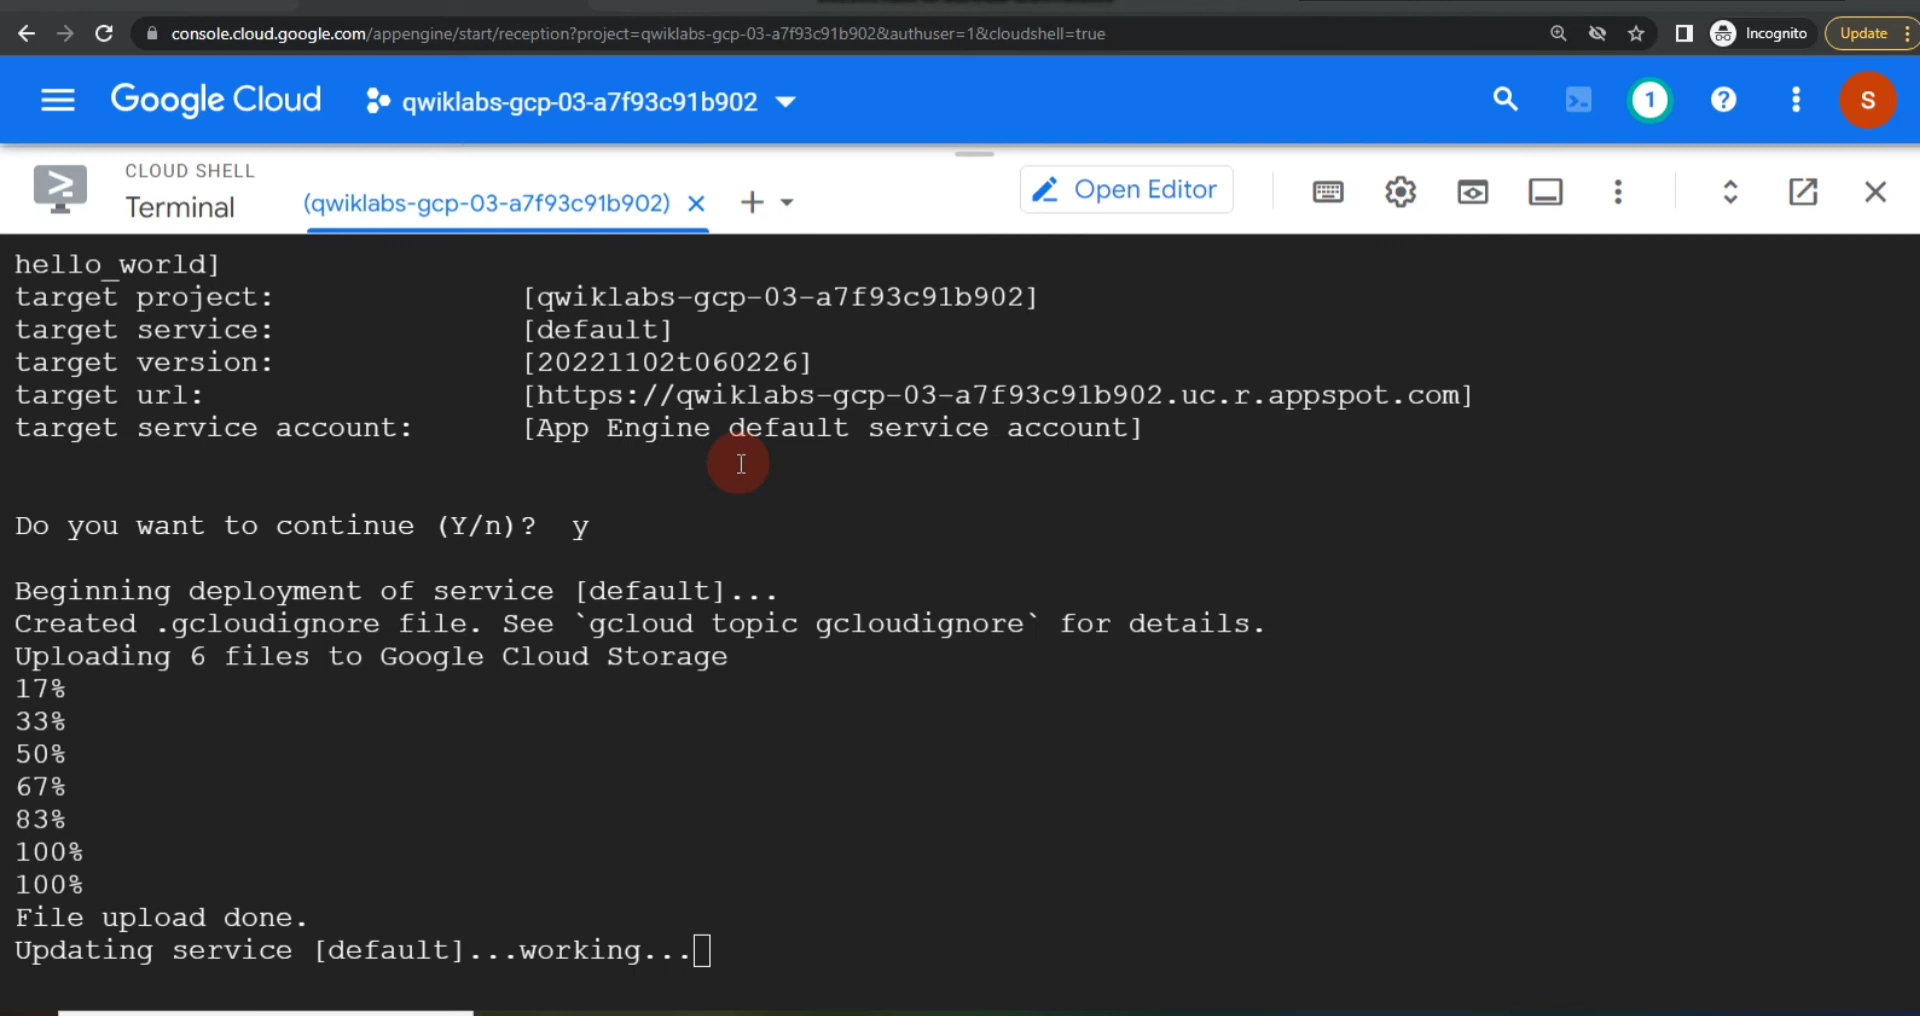 console.cloud.google.com/appengine/start/reception?project=qwiklabs-gcp-03-a7f93c91b902&authuser=1&cloudshell=true
Incognito
Update
Google Cloud
qwiklabs-gcp-03-a7f93c91b902
1
?
S
CLOUD SHELL
Terminal
(qwiklabs-gcp-03-a7f93c91b902)
Open Editor
hello_world]
target project: [qwiklabs-gcp-03-a7f93c91b902]
target service: [default]
target version: [20221102t060226]
target url: [https://qwiklabs-gcp-03-a7f93c91b902.uc.r.appspot.com]
target service account: [App Engine default service account]
Do you want to continue (Y/n)? y
Beginning deployment of service [default]...
Created .gcloudignore file. See `gcloud topic gcloudignore` for details.
Uploading 6 files to Google Cloud Storage
17%
33%
50%
67%
83%
100%
100%
File upload done.
Updating service [default]...working...